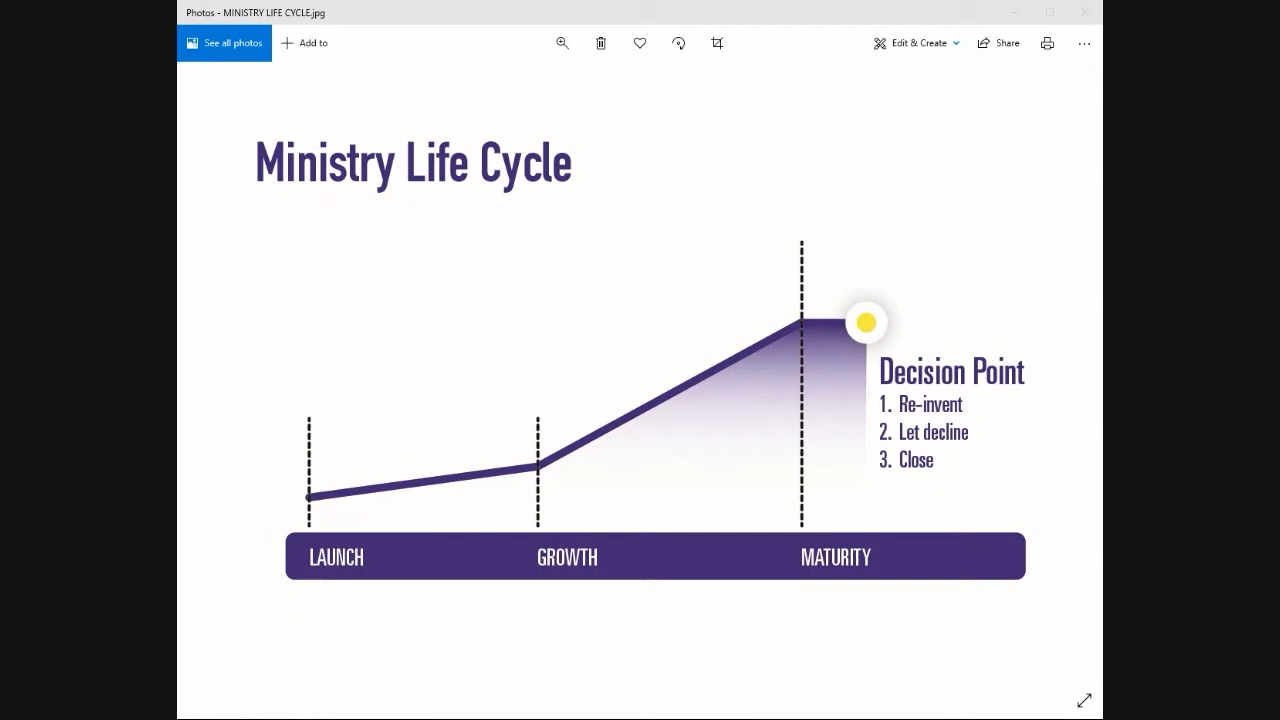 Photos - MINISTRY LIFE CYCLE.jpg
See all photos
Add to
Edit & Create
Share
Ministry Life Cycle
Decision Point
1. Re-invent
2. Let decline
3. Close
LAUNCH
GROWTH
MATURITY